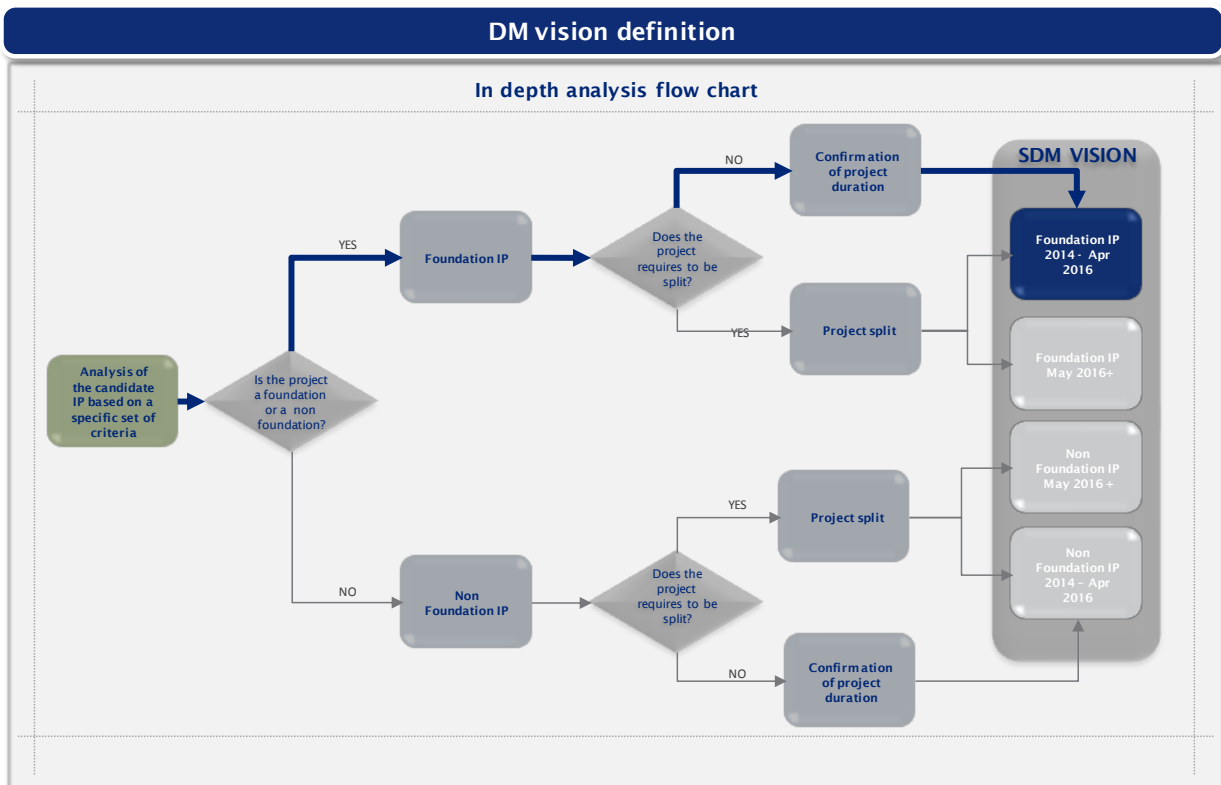 DM vision definition
In depth analysis flow chart
Analysis of
the candidate
IP based on a
specific set of
criteria
Is the project
a foundation
or a non
foundation?
YES
Foundation IP
Does the
project
requires to be
split?
NO
Confirmation
of project
duration
YES
Project split
SDM VISION
Foundation IP
2014 - Apr
2016
Foundation IP
May 2016+
Non
Foundation IP
May 2016 +
Non
Foundation IP
2014 – Apr
2016
NO
Non
Foundation IP
Does the
project
requires to be
split?
YES
Project split
NO
Confirmation
of project
duration